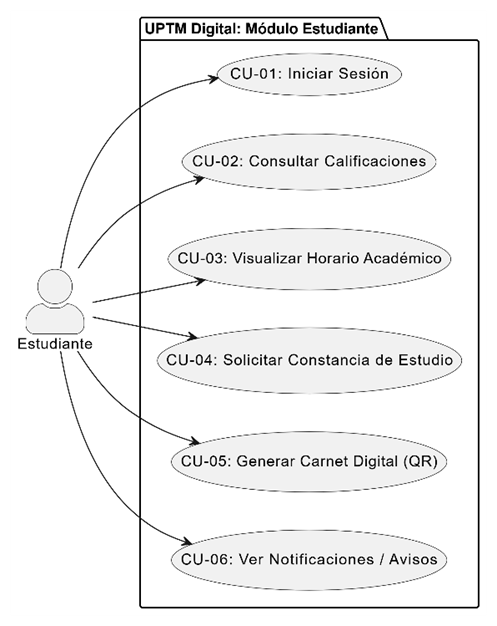 UPTM Digital: Módulo Estudiante
CU-01: Iniciar Sesión
CU-02: Consultar Calificaciones
CU-03: Visualizar Horario Académico
Estudiante
CU-04: Solicitar Constancia de Estudio
CU-05: Generar Carnet Digital (QR)
CU-06: Ver Notificaciones / Avisos